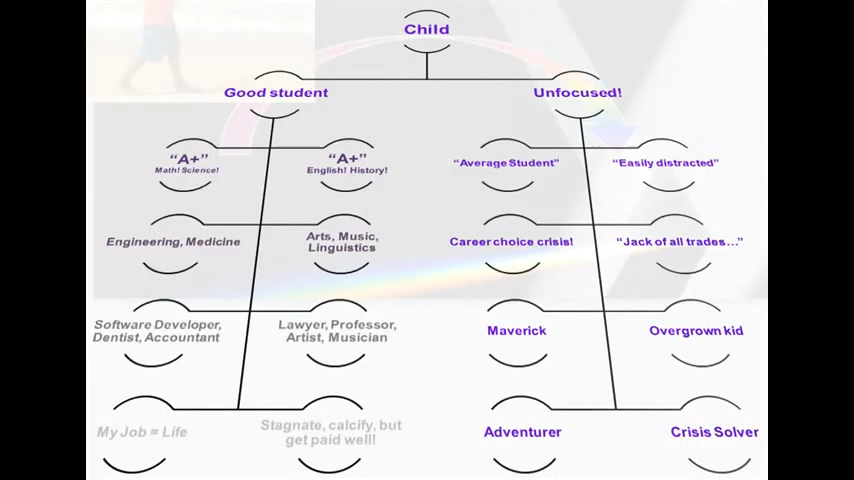 Child
Good student
Unfocused!
“A+”
Math! Science!
“A+”
English! History!
“Average Student”
“Easily distracted”
Engineering, Medicine
Arts, Music,
Linguistics
Career choice crisis!
“Jack of all trades...”
Software Developer,
Dentist, Accountant
Lawyer, Professor,
Artist, Musician
Maverick
Overgrown kid
My Job = Life
Stagnate, calcify, but
get paid well!
Adventurer
Crisis Solver